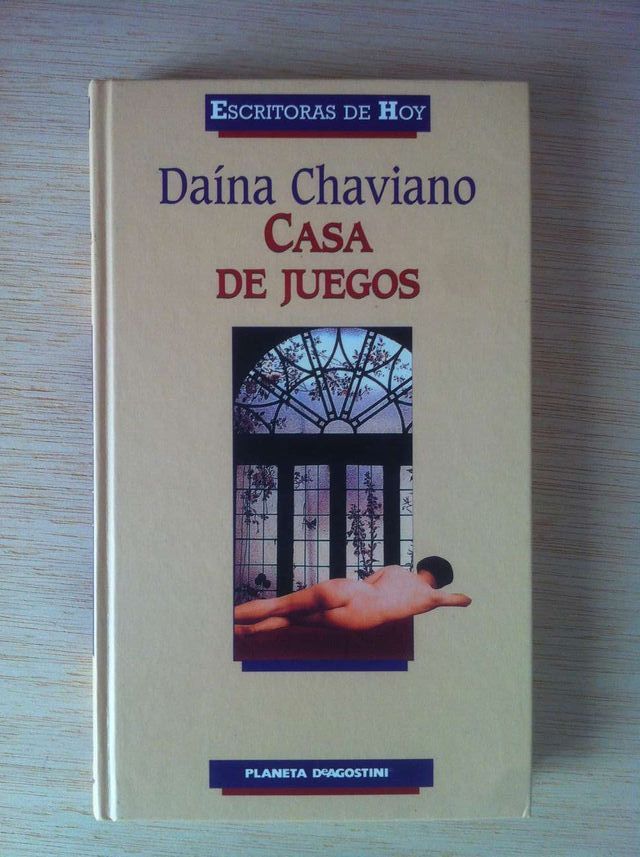 ESCRITORAS DE HOY
Daína Chaviano
CASA
DE JUEGOS
PLANETA DeAGOSTINI